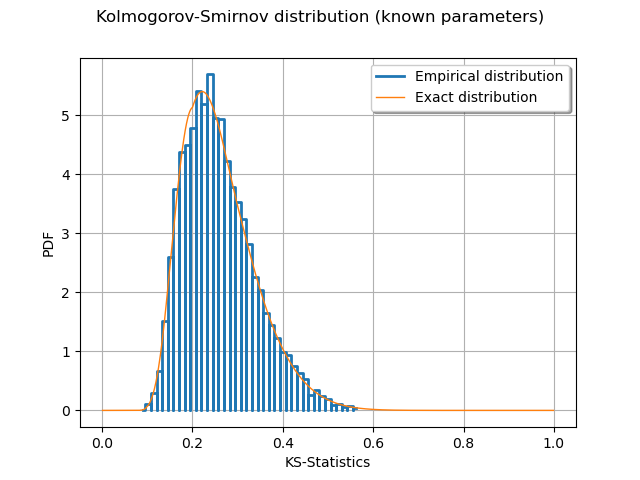 Kolmogorov-Smirnov distribution (known parameters)
Empirical distribution
Exact distribution
PDF
5
4
3
2
1
0
0.0 0.2 0.4 0.6 0.8 1.0
KS-Statistics